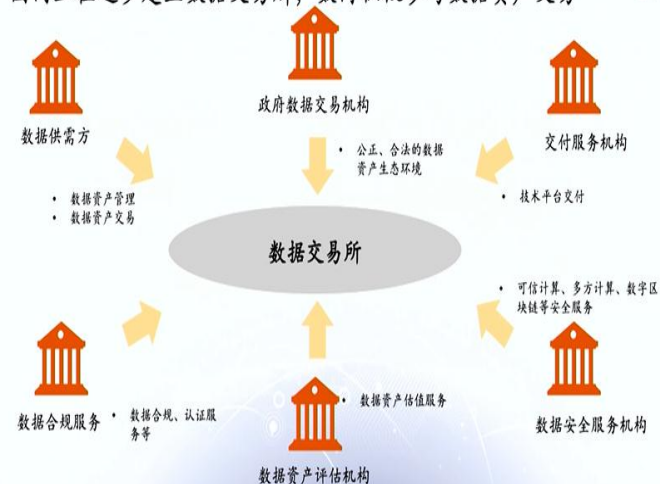 政府数据交易机构
数据供需方
交付服务机构
• 公正、合法的数据
资产生态环境
• 数据资产管理
• 数据资产交易
• 技术平台交付
数据交易所
• 可信计算、多方计算、数字区
块链等安全服务
• 数据资产估值服务
数据合规服务
• 数据合规、认证服
务等
数据安全服务机构
数据资产评估机构